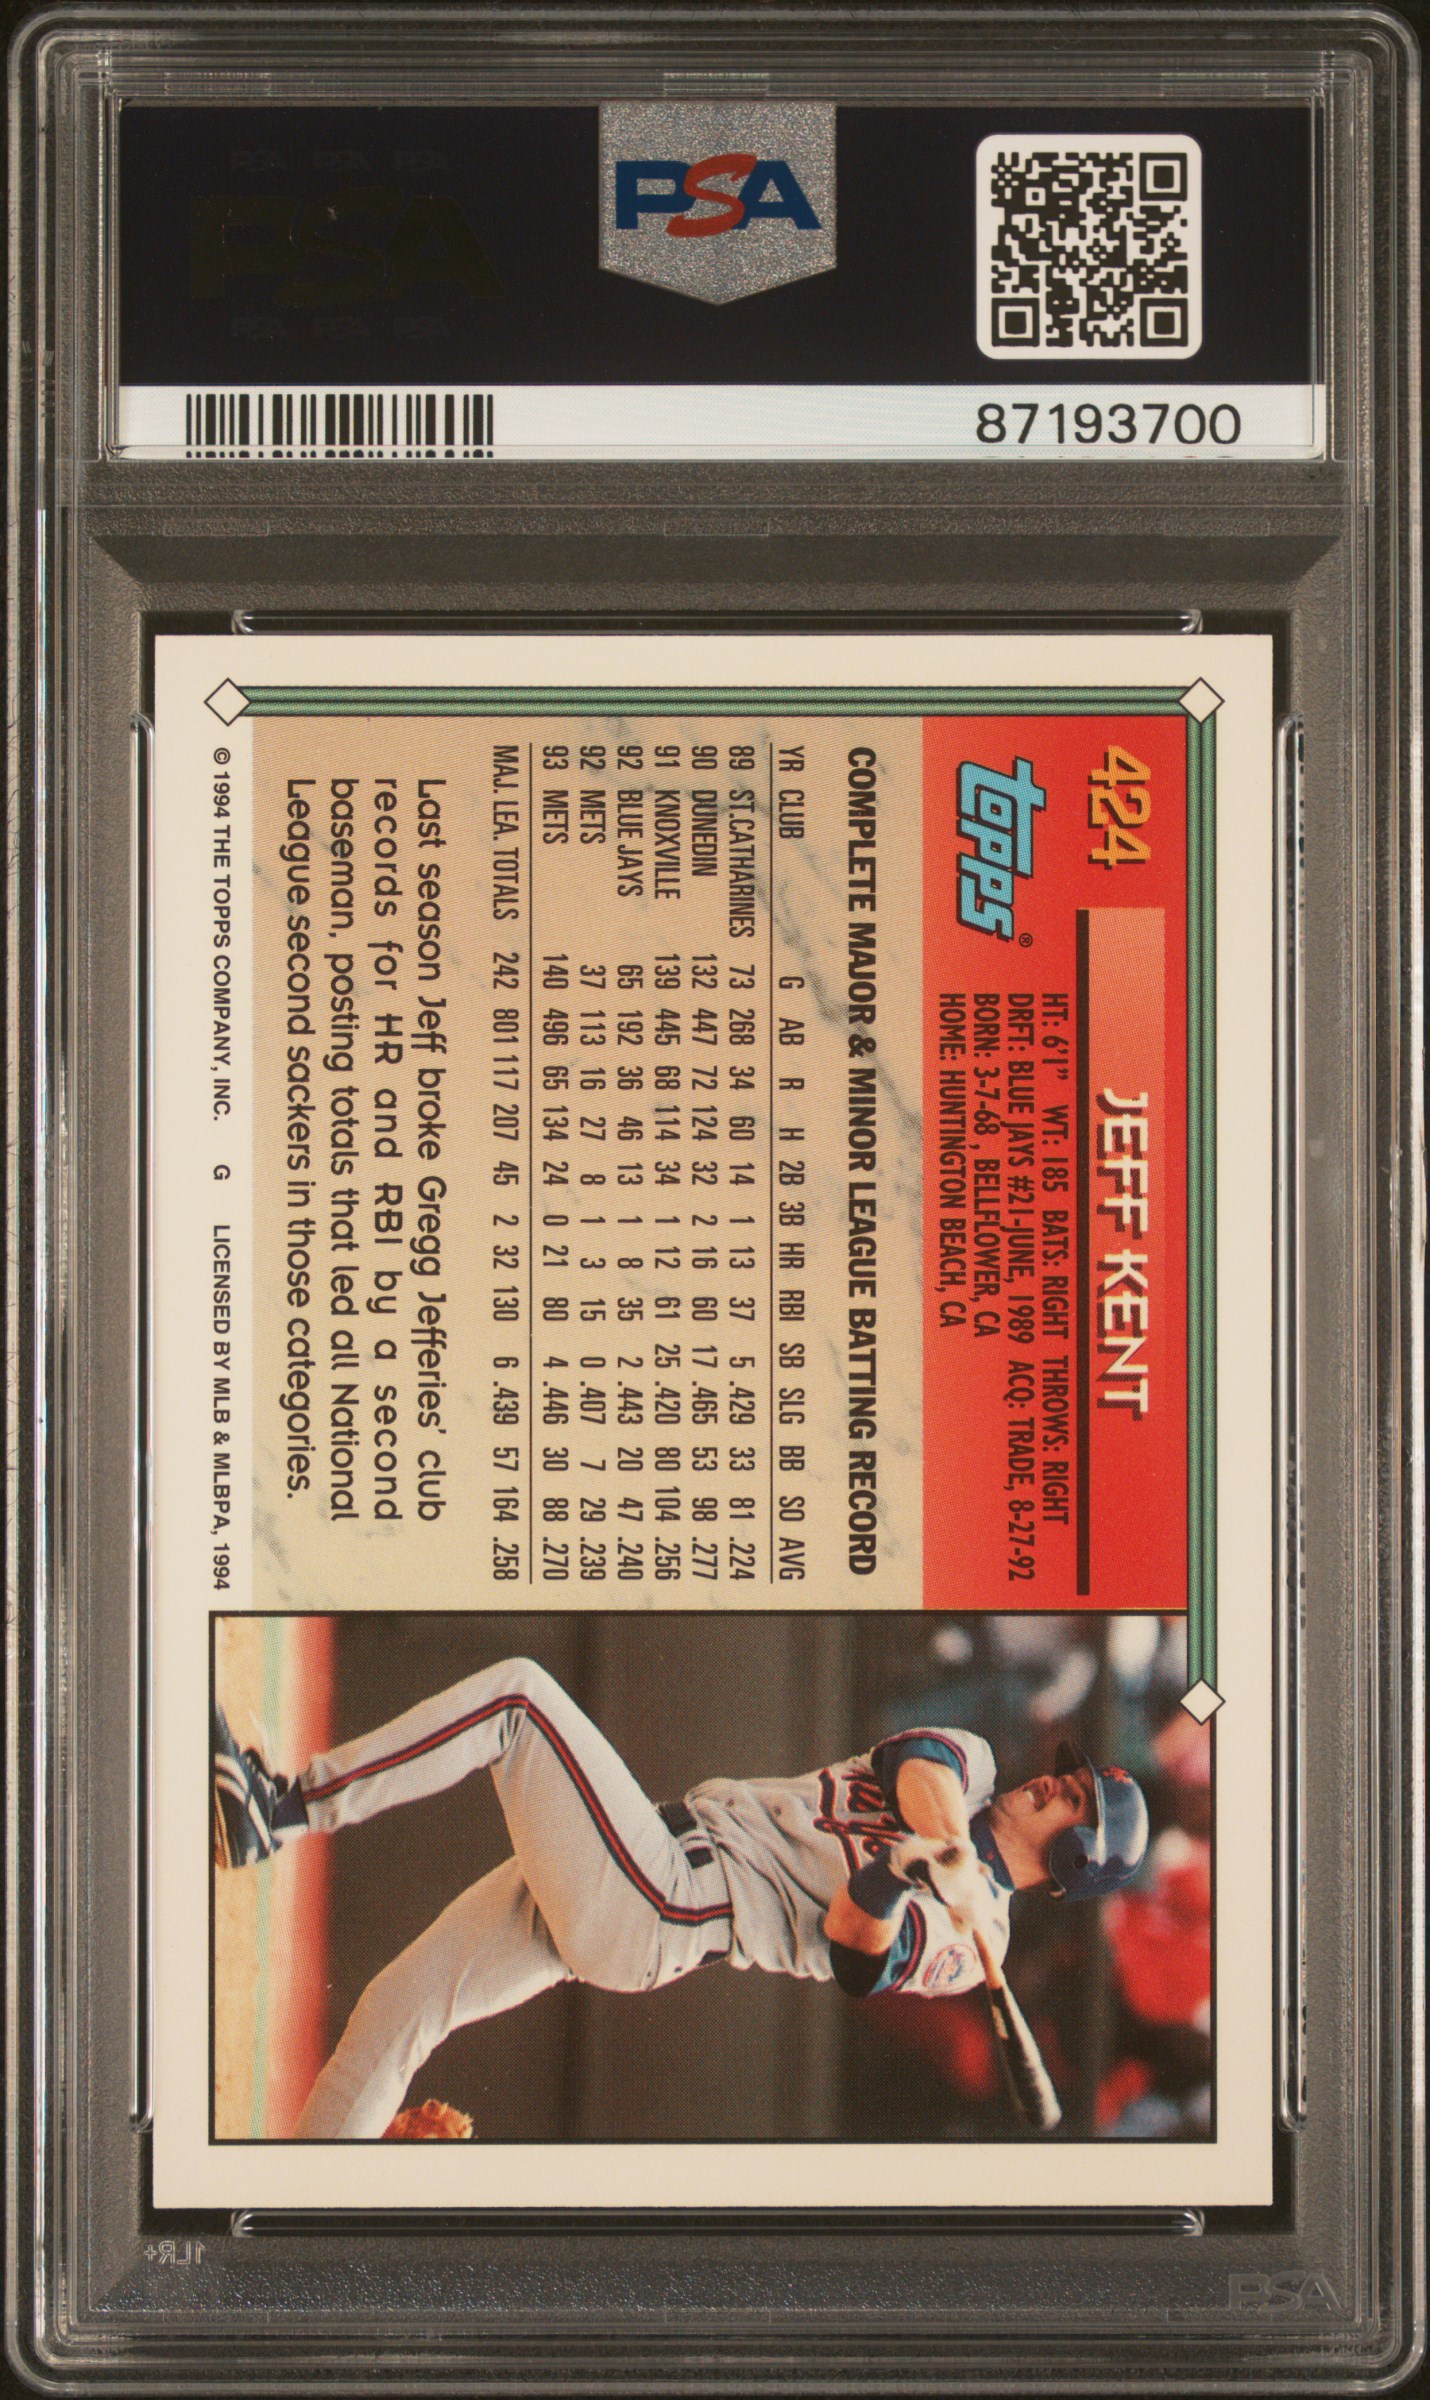 PSA
87193700
424
JEFF KENT
topps®
HT: 6'1" WT: 185 BATS: RIGHT THROWS: RIGHT
DRFT: BLUE JAYS #21-JUNE, 1989 ACQ: TRADE, 8-27-92
BORN: 3-7-68 , BELLFLOWER, CA
HOME: HUNTINGTON BEACH, CA
COMPLETE MAJOR & MINOR LEAGUE BATTING RECORD
YR CLUB G AB R H 2B 3B HR RBI SB SLG BB SO AVG
89 ST.CATHARINES 73 268 34 60 14 1 13 37 5 .429 33 81 .224
90 DUNEDIN 132 447 72 124 32 2 16 60 17 .465 53 98 .277
91 KNOXVILLE 139 445 68 114 34 1 12 61 25 .420 80 104 .256
92 BLUE JAYS 65 192 36 46 13 1 8 35 2 .443 20 47 .240
92 METS 37 113 16 27 8 1 3 15 0 .407 7 29 .239
93 METS 140 496 65 134 24 0 21 80 4 .446 30 88 .270
MAJ. LEA. TOTALS 242 801 117 207 45 2 32 130 6 .439 57 164 .258
Last season Jeff broke Gregg Jefferies' club
records for HR and RBI by a second
baseman, posting totals that led all National
League second sackers in those categories.
© 1994 THE TOPPS COMPANY, INC. G LICENSED BY MLB & MLBPA, 1994
1LR+
PSA